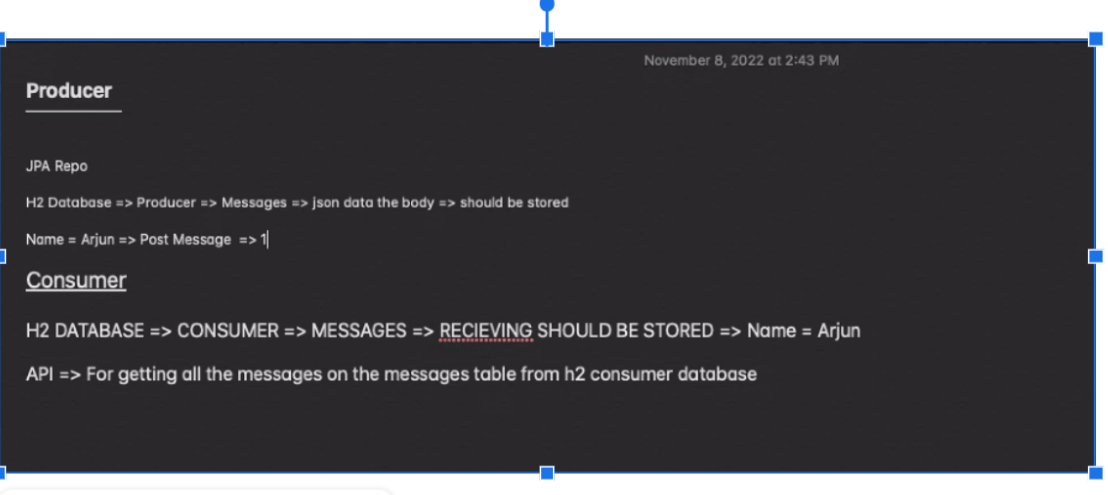 November 8, 2022 at 2:43 PM
Producer
JPA Repo
H2 Database => Producer => Messages => json data the body => should be stored
Name = Arjun => Post Message  => 1
Consumer
H2 DATABASE => CONSUMER => MESSAGES => RECIEVING SHOULD BE STORED => Name = Arjun
API => For getting all the messages on the messages table from h2 consumer database